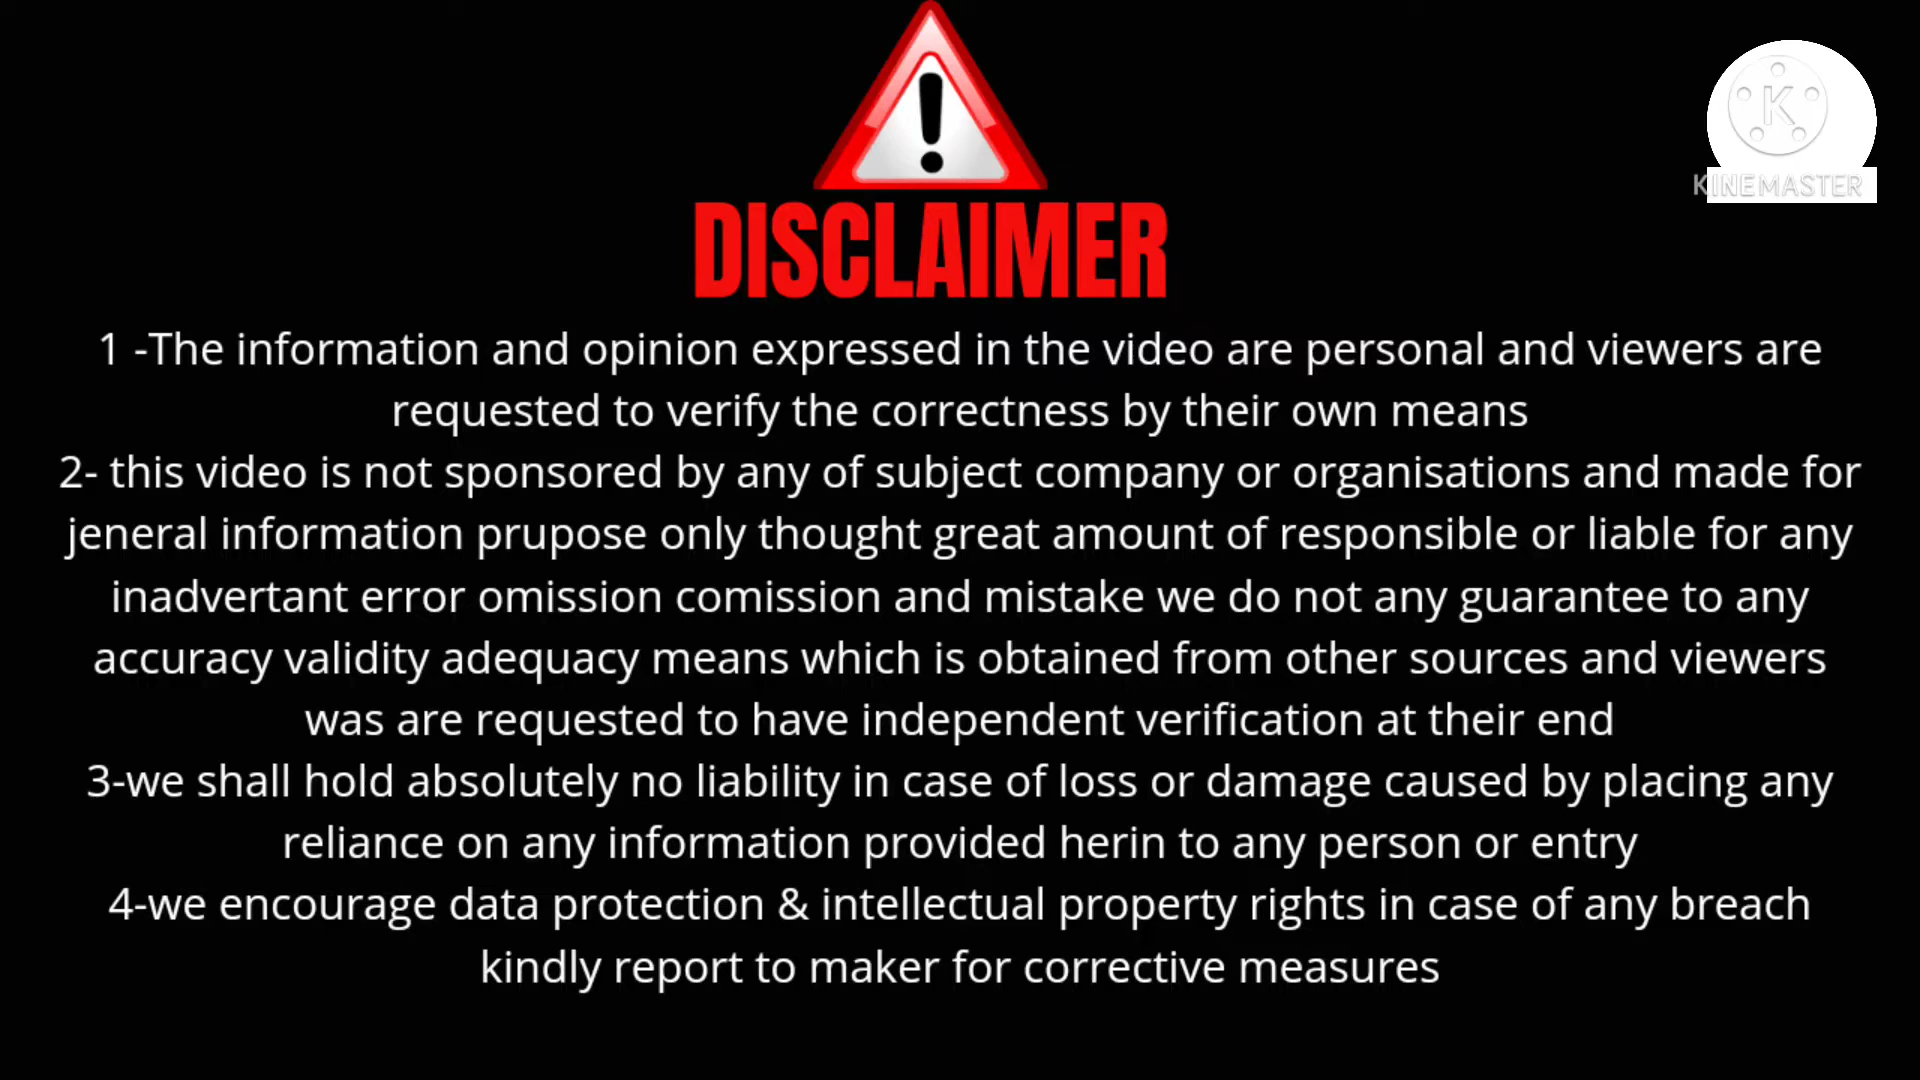 K
KINEMASTER
DISCLAIMER
1 -The information and opinion expressed in the video are personal and viewers are
requested to verify the correctness by their own means
2- this video is not sponsored by any of subject company or organisations and made for
jeneral information prupose only thought great amount of responsible or liable for any
inadvertant error omission comission and mistake we do not any guarantee to any
accuracy validity adequacy means which is obtained from other sources and viewers
was are requested to have independent verification at their end
3-we shall hold absolutely no liability in case of loss or damage caused by placing any
reliance on any information provided herin to any person or entry
4-we encourage data protection & intellectual property rights in case of any breach
kindly report to maker for corrective measures